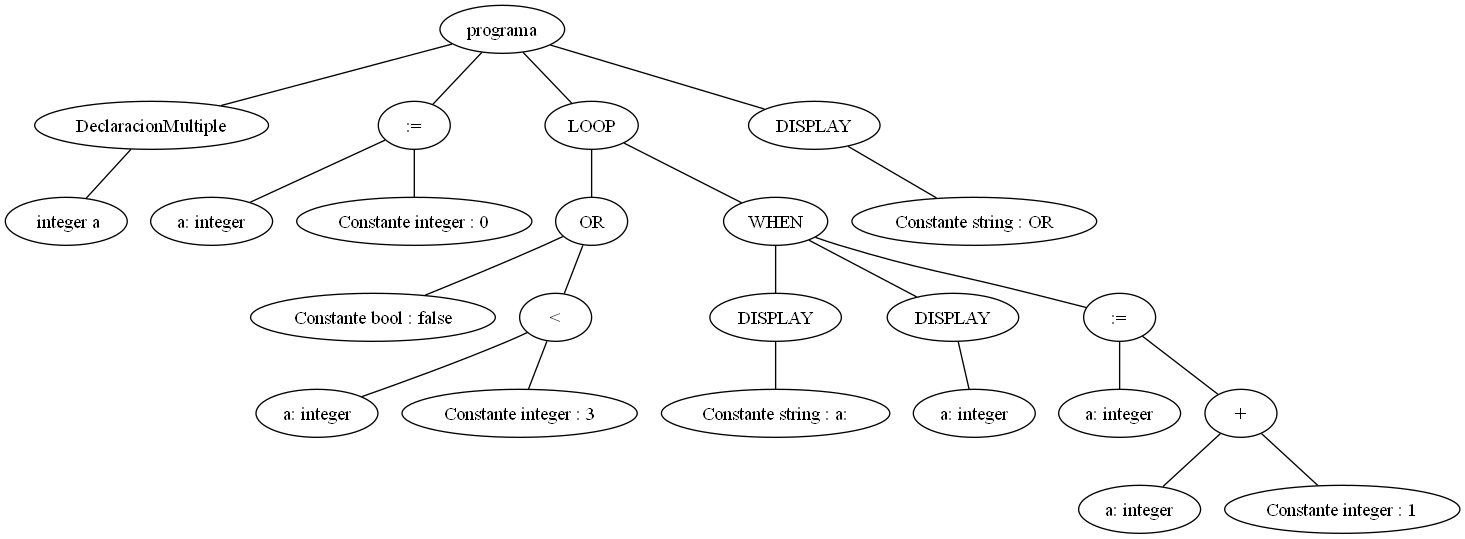 programa
DeclaracionMultiple
:=
LOOP
DISPLAY
integer a
a: integer
Constante integer : 0
OR
WHEN
Constante string : OR
Constante bool : false
<
DISPLAY
DISPLAY
:=
a: integer
Constante integer : 3
Constante string : a:
a: integer
a: integer
+
a: integer
Constante integer : 1